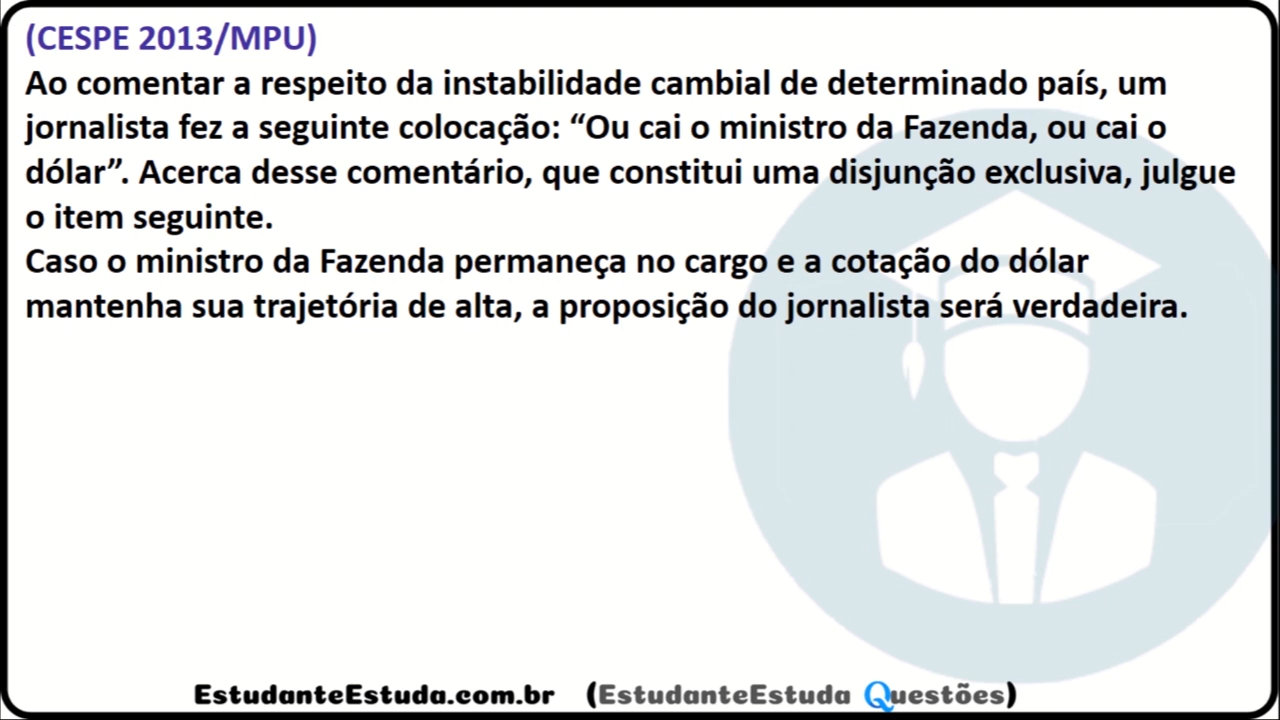 (CESPE 2013/MPU)
Ao comentar a respeito da instabilidade cambial de determinado país, um
jornalista fez a seguinte colocação: “Ou cai o ministro da Fazenda, ou cai o
dólar”. Acerca desse comentário, que constitui uma disjunção exclusiva, julgue
o item seguinte.
Caso o ministro da Fazenda permaneça no cargo e a cotação do dólar
mantenha sua trajetória de alta, a proposição do jornalista será verdadeira.
EstudanteEstuda.com.br (EstudanteEstuda Questões)